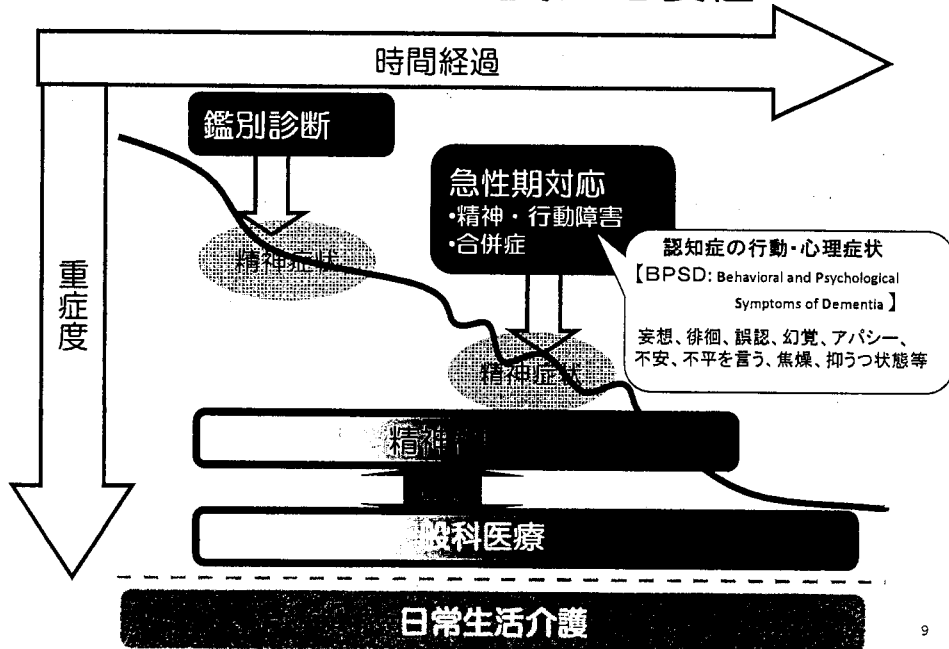 時間経過
重症度
鑑別診断
精神症状
急性期対応
•精神・行動障害
•合併症
認知症の行動・心理症状
【BPSD: Behavioral and Psychological
Symptoms of Dementia 】
妄想、徘徊、誤認、幻覚、アパシー、
不安、不平を言う、焦燥、抑うつ状態等
精神症状
精神
科医療
日常生活介護
9